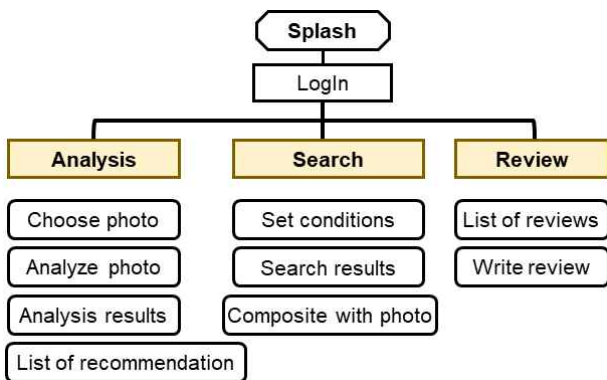 Splash
LogIn
Analysis
Search
Review
Choose photo
Set conditions
List of reviews
Analyze photo
Search results
Write review
Analysis results
Composite with photo
List of recommendation